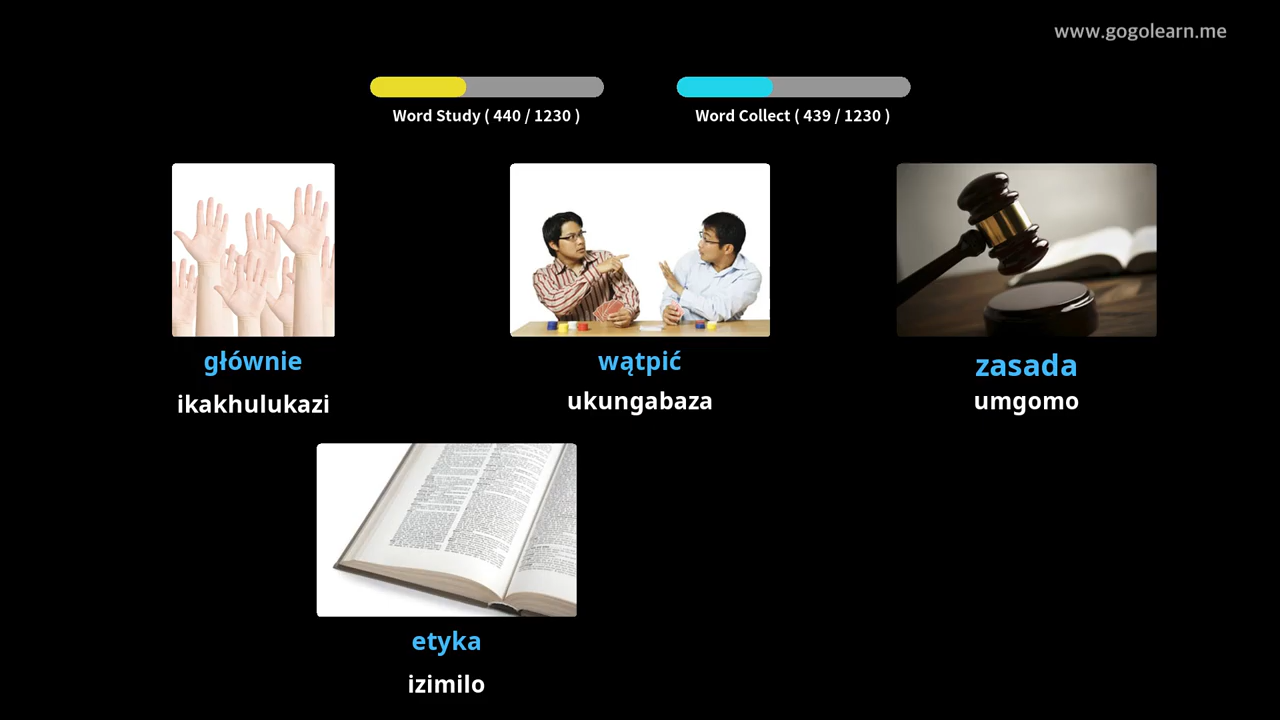 www.gogolearn.me
Word Study ( 440 / 1230 )
Word Collect ( 439 / 1230 )
głównie
ikakhulukazi
wątpić
ukungabaza
zasada
umgomo
etyka
izimilo